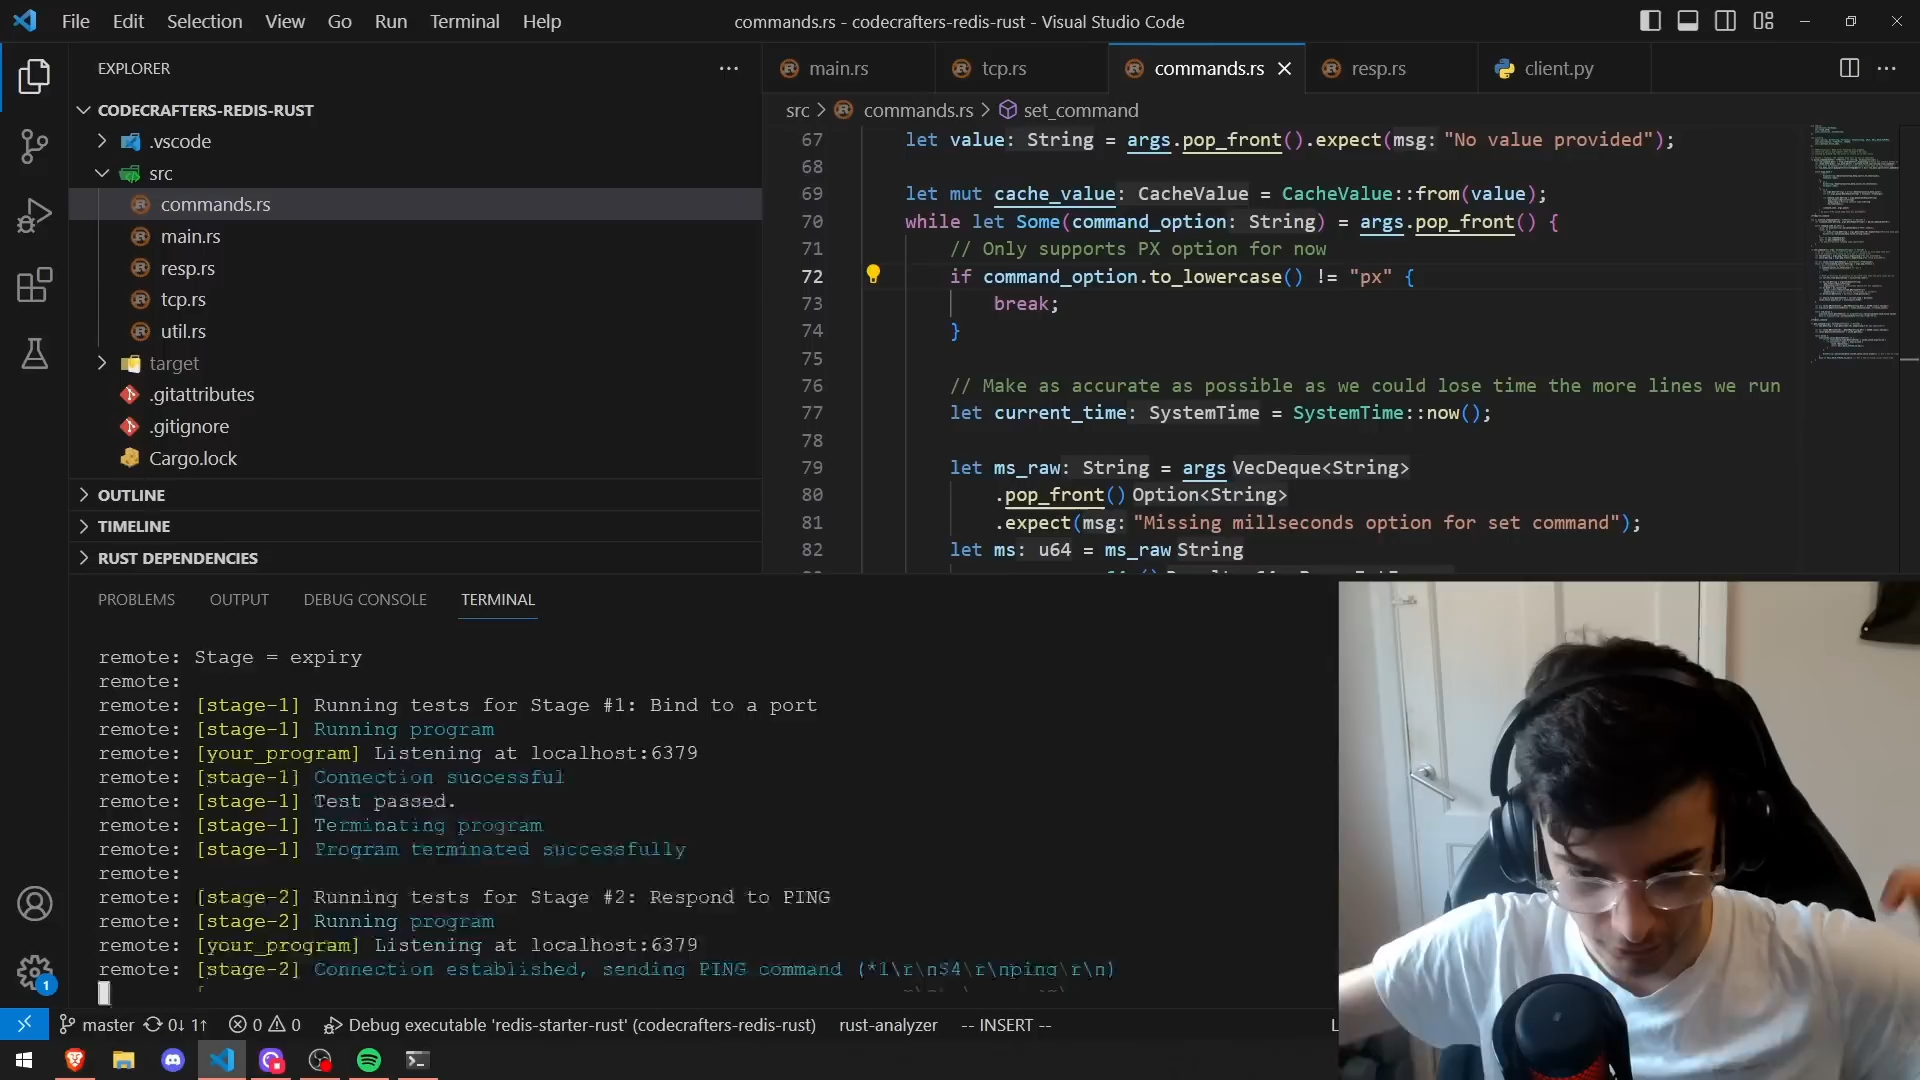 File Edit Selection View Go Run Terminal Help
commands.rs - codecrafters-redis-rust - Visual Studio Code
EXPLORER
CODECRAFTERS-REDIS-RUST
.vscode
src
commands.rs
main.rs
resp.rs
tcp.rs
util.rs
target
.gitattributes
.gitignore
Cargo.lock
OUTLINE
TIMELINE
RUST DEPENDENCIES
main.rs
tcp.rs
commands.rs
resp.rs
client.py
src > commands.rs > set_command
67 let value: String = args.pop_front().expect(msg: "No value provided");
68
69 let mut cache_value: CacheValue = CacheValue::from(value);
70 while let Some(command_option: String) = args.pop_front() {
71 // Only supports PX option for now
72 if command_option.to_lowercase() != "px" {
73 break;
74 }
75
76 // Make as accurate as possible as we could lose time the more lines we run
77 let current_time: SystemTime = SystemTime::now();
78
79 let ms_raw: String = args VecDeque<String>
80 .pop_front() Option<String>
81 .expect(msg: "Missing millseconds option for set command");
82 let ms: u64 = ms_raw String
PROBLEMS OUTPUT DEBUG CONSOLE TERMINAL
remote: Stage = expiry
remote:
remote: [stage-1] Running tests for Stage #1: Bind to a port
remote: [stage-1] Running program
remote: [your_program] Listening at localhost:6379
remote: [stage-1] Connection successful
remote: [stage-1] Test passed.
remote: [stage-1] Terminating program
remote: [stage-1] Program terminated successfully
remote:
remote: [stage-2] Running tests for Stage #2: Respond to PING
remote: [stage-2] Running program
remote: [your_program] Listening at localhost:6379
remote: [stage-2] Connection established, sending PING command (*1\r\n$4\r\nping\r\n)
1
master 0↓ 1↑ 0 0 Debug executable 'redis-starter-rust' (codecrafters-redis-rust) rust-analyzer -- INSERT --